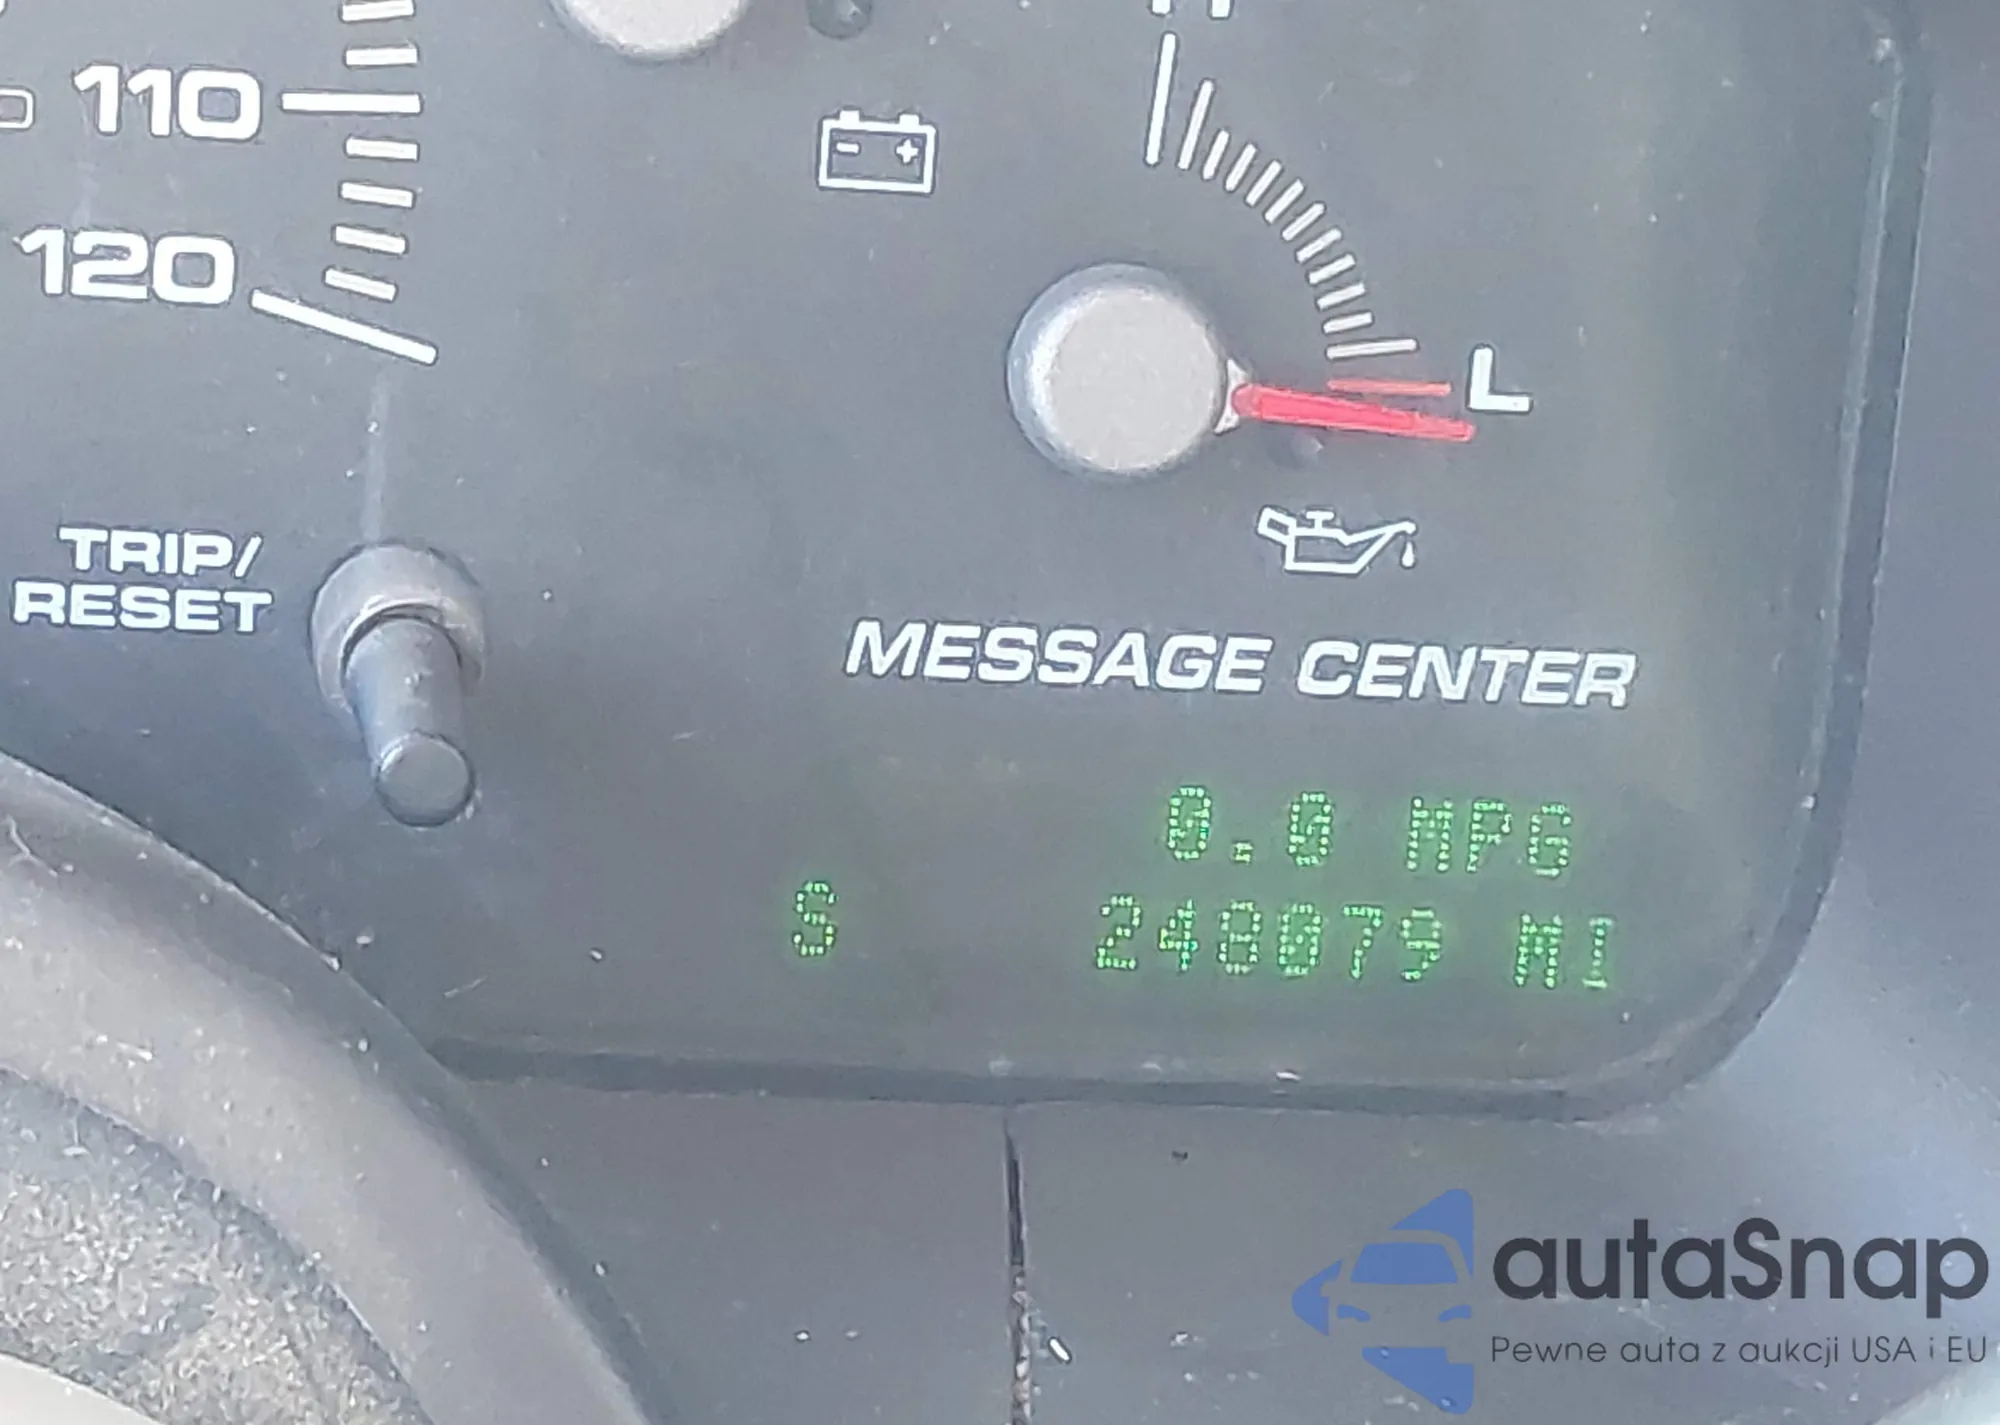 110
120
TRIP/
RESET
L
MESSAGE CENTER
0.0 MPG
S 248079 MI
autaSnap
Pewne auta z aukcji USA i EU